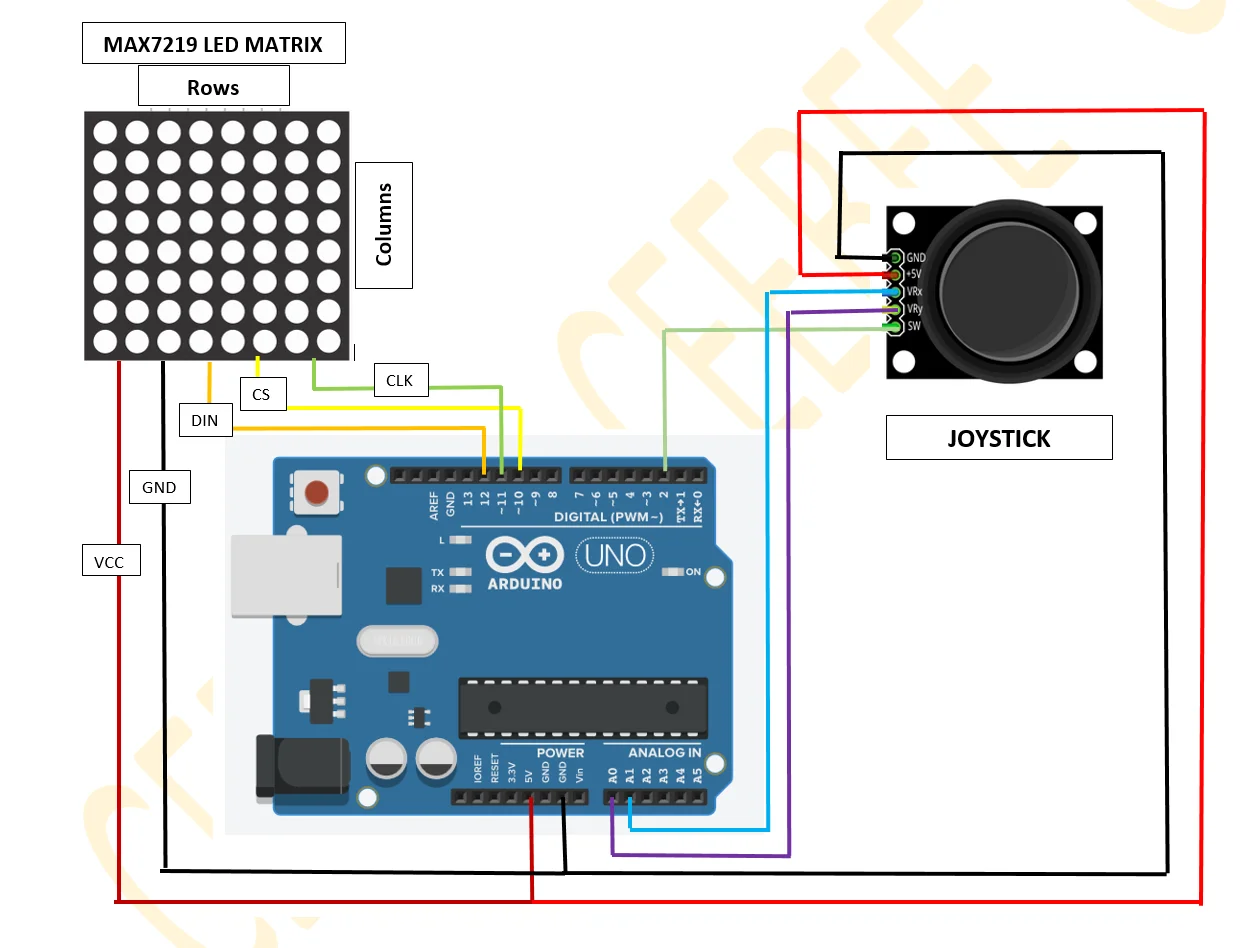 MAX7219 LED MATRIX
Rows
Columns
GND
+5V
VRx
VRy
SW
CLK
CS
DIN
JOYSTICK
GND
VCC
AREF
GND
13
12
~11
~10
~9
8
7
~6
~5
4
~3
2
TX→1
RX←0
DIGITAL (PWM~)
L
TX
RX
ARDUINO
UNO
ON
POWER
ANALOG IN
IOREF
RESET
3.3V
5V
GND
GND
Vin
A0
A1
A2
A3
A4
A5